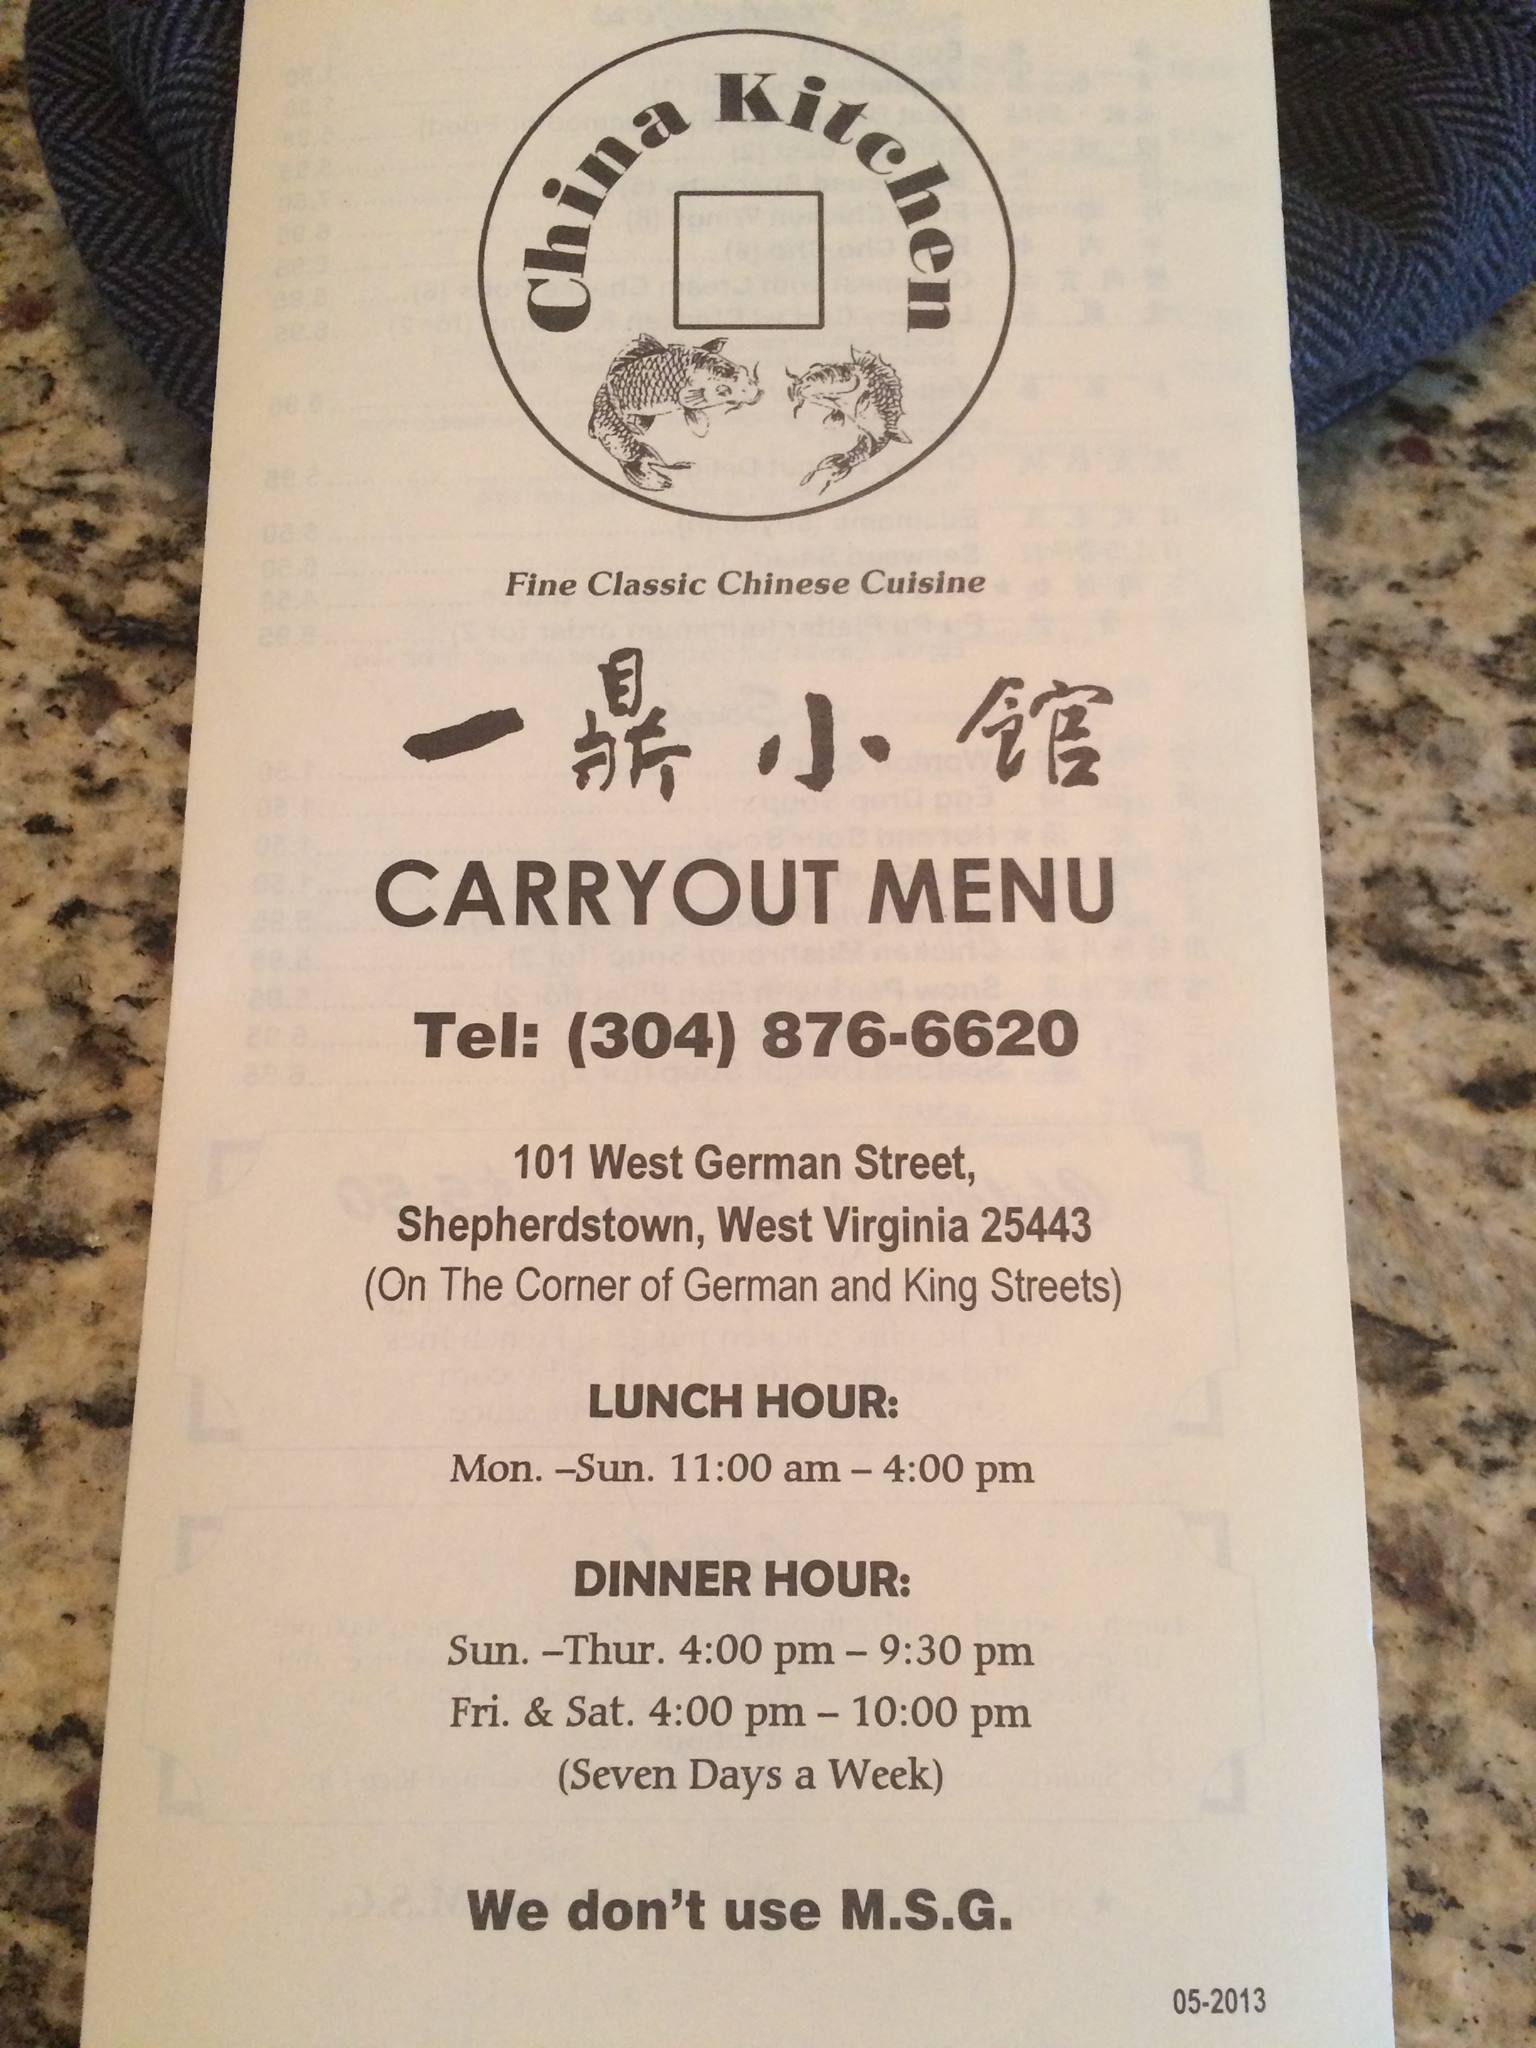 China Kitchen
Fine Classic Chinese Cuisine
一鼎小館
CARRYOUT MENU
Tel: (304) 876-6620
101 West German Street,
Shepherdstown, West Virginia 25443
(On The Corner of German and King Streets)
LUNCH HOUR:
Mon. –Sun. 11:00 am – 4:00 pm
DINNER HOUR:
Sun. –Thur. 4:00 pm – 9:30 pm
Fri. & Sat. 4:00 pm – 10:00 pm
(Seven Days a Week)
We don't use M.S.G.
05-2013